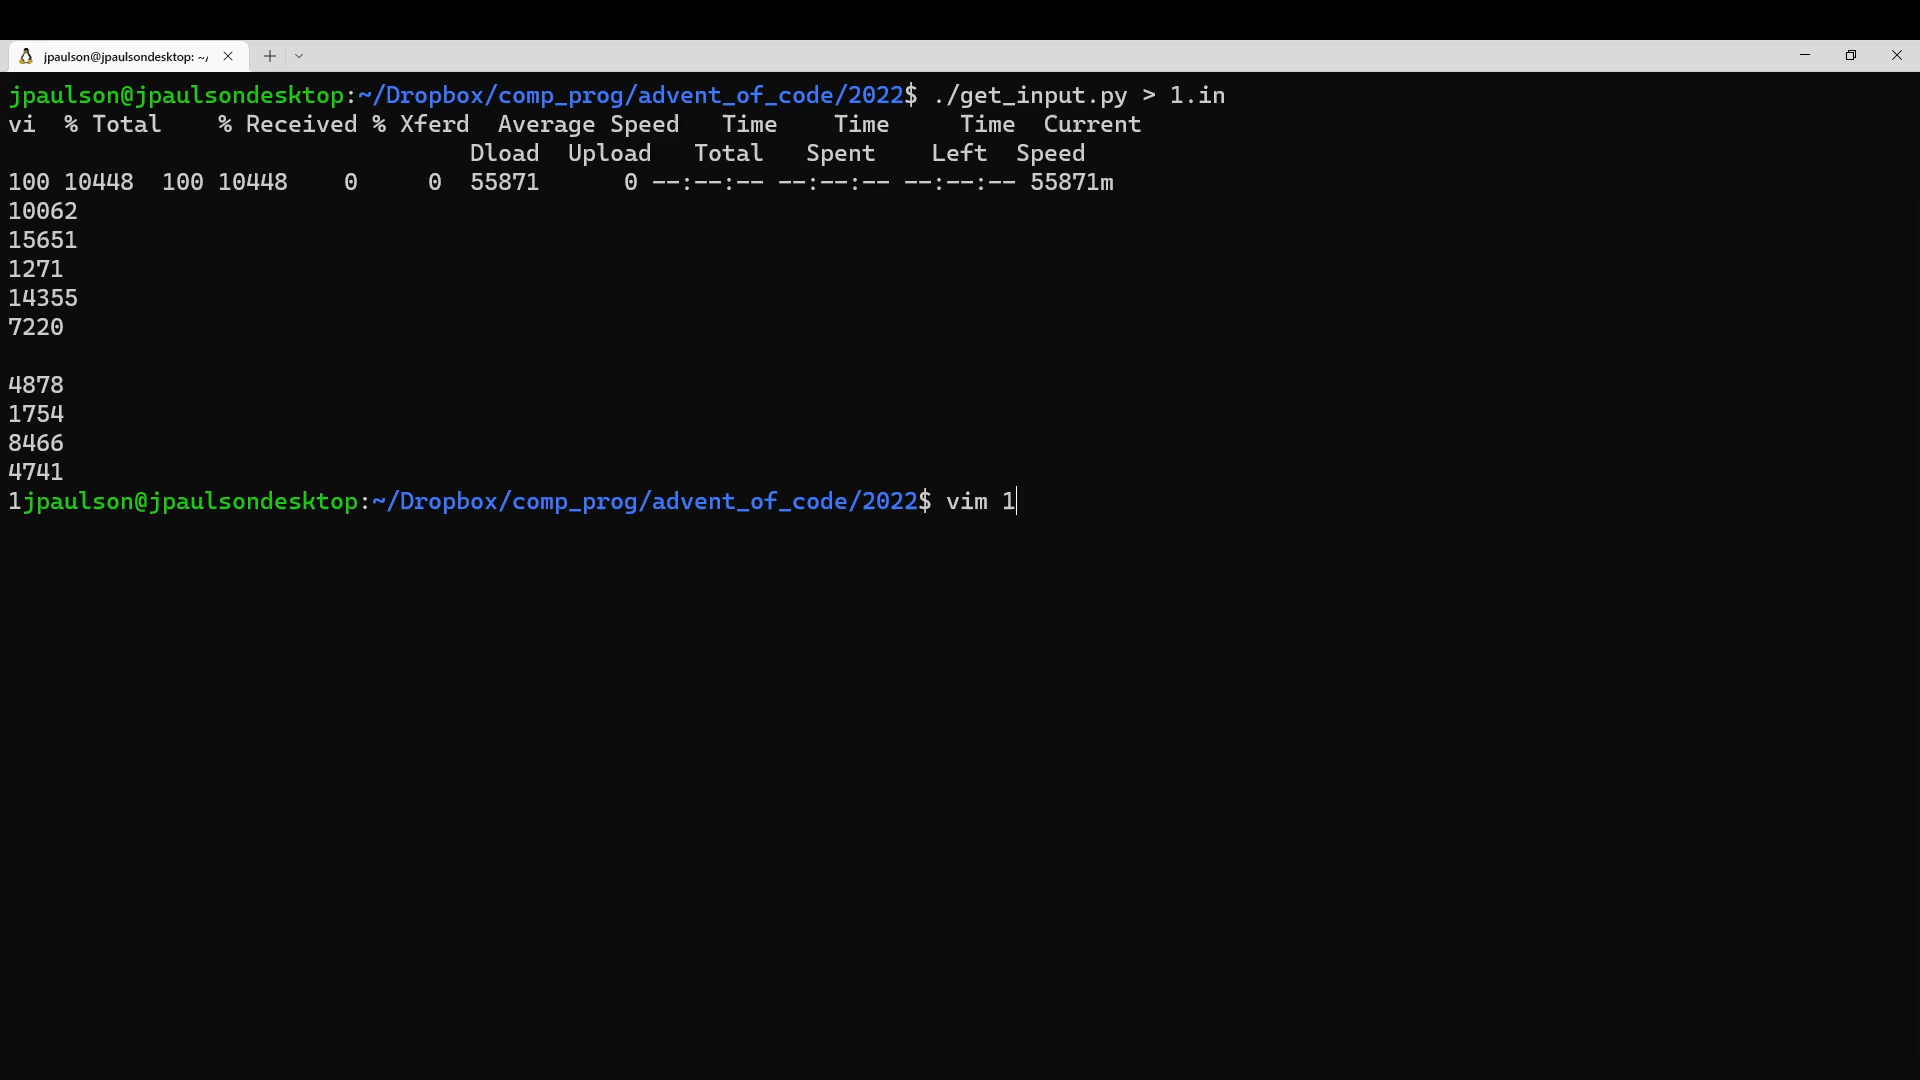 jpaulson@jpaulsondesktop: ~/
jpaulson@jpaulsondesktop:~/Dropbox/comp_prog/advent_of_code/2022$ ./get_input.py > 1.in
vi  % Total    % Received % Xferd  Average Speed   Time    Time     Time  Current
                                 Dload  Upload   Total   Spent    Left  Speed
100 10448  100 10448    0     0  55871      0 --:--:-- --:--:-- --:--:-- 55871m
10062
15651
1271
14355
7220

4878
1754
8466
4741
1jpaulson@jpaulsondesktop:~/Dropbox/comp_prog/advent_of_code/2022$ vim 1